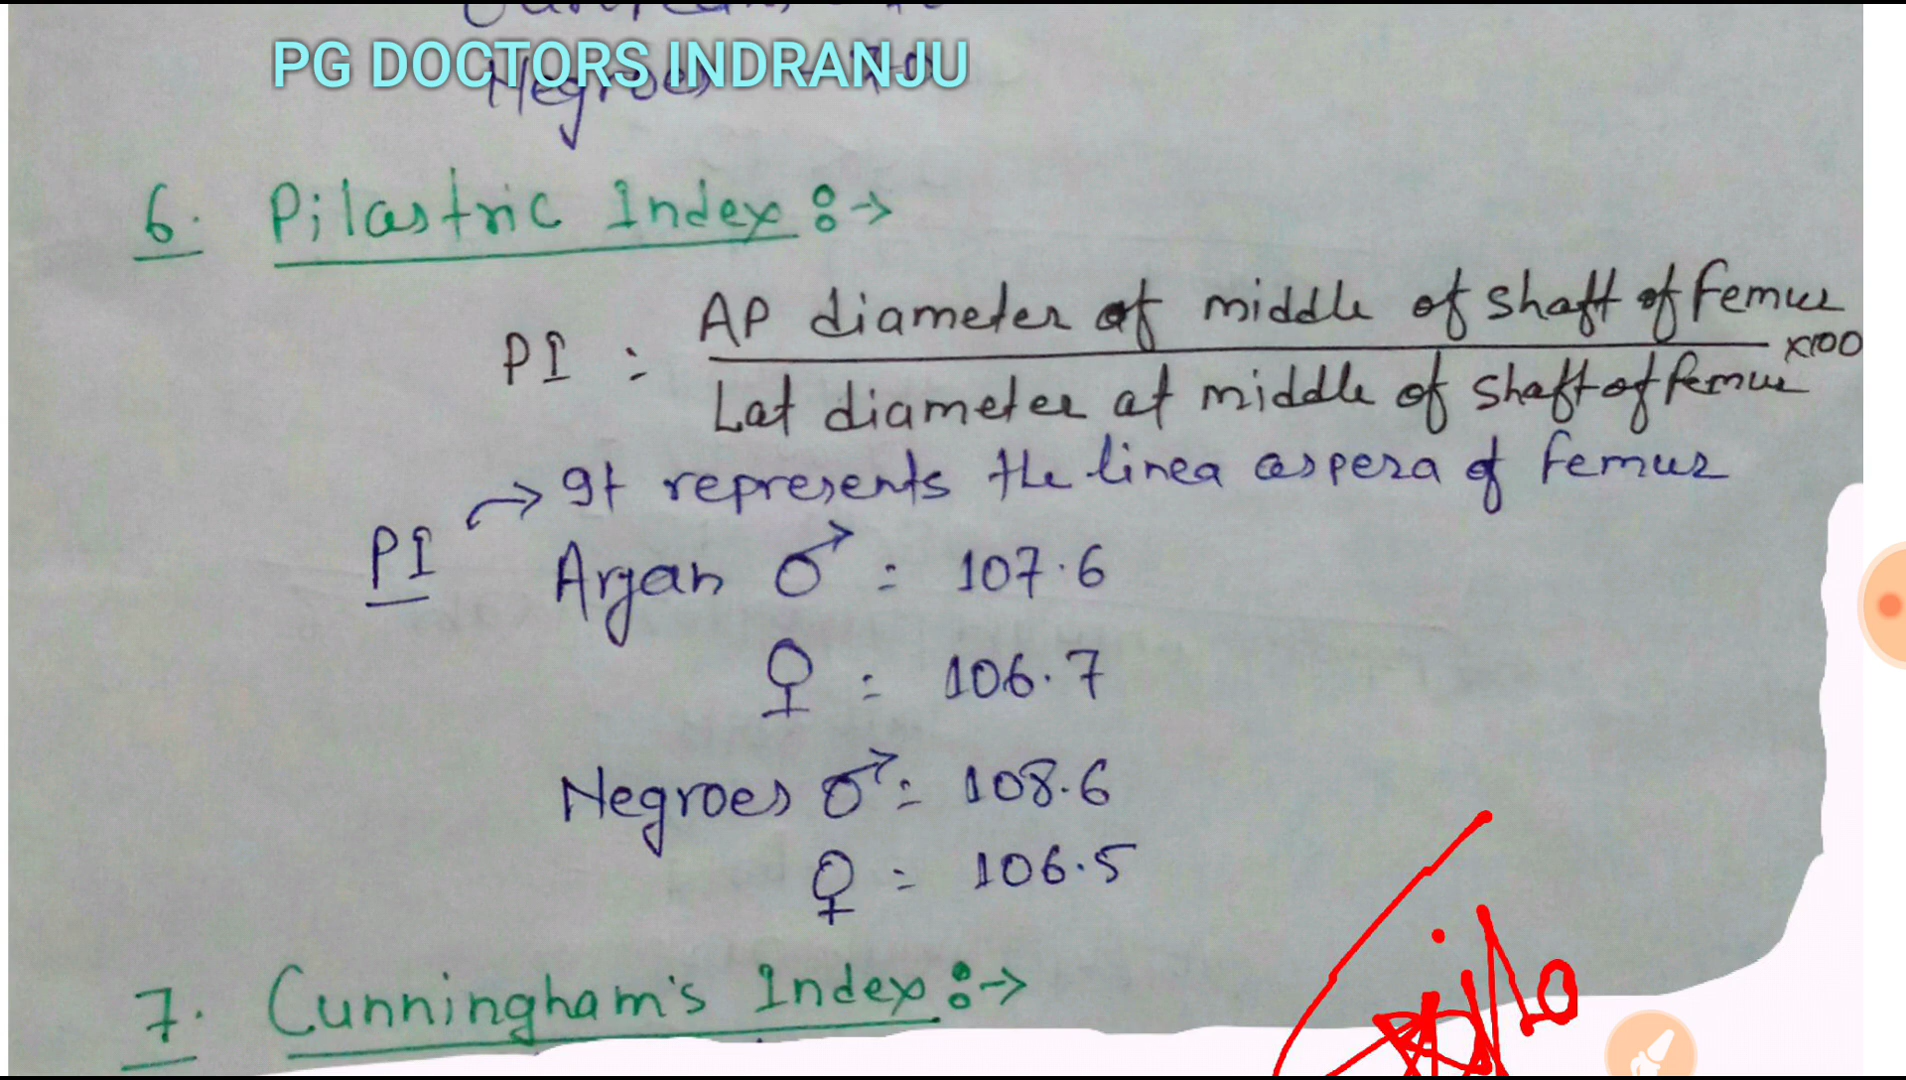 PG DOCTORS INDRANJU
Negroes
6. Pilastric Index :→
PI : AP diameter at middle of shaft of femur
x100
Lat diameter at middle of shaft of femur
→ It represents the linea aspera of femur
PI
Aryan ♂ : 107.6
♀ : 106.7
Negroes ♂ : 108.6
♀ : 106.5
7. Cunningham's Index :→